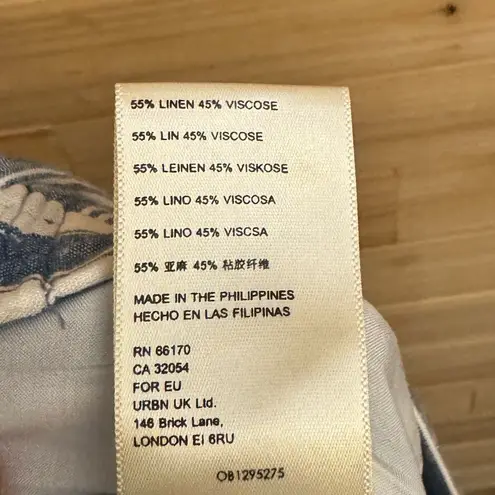 55% LINEN 45% VISCOSE
55% LIN 45% VISCOSE
55% LEINEN 45% VISKOSE
55% LINO 45% VISCOSA
55% LINO 45% VISCSA
55% 亚麻 45% 粘胶纤维
MADE IN THE PHILIPPINES
HECHO EN LAS FILIPINAS
RN 66170
CA 32054
FOR EU
URBN UK Ltd.
146 Brick Lane,
LONDON EI 6RU
OB1295275